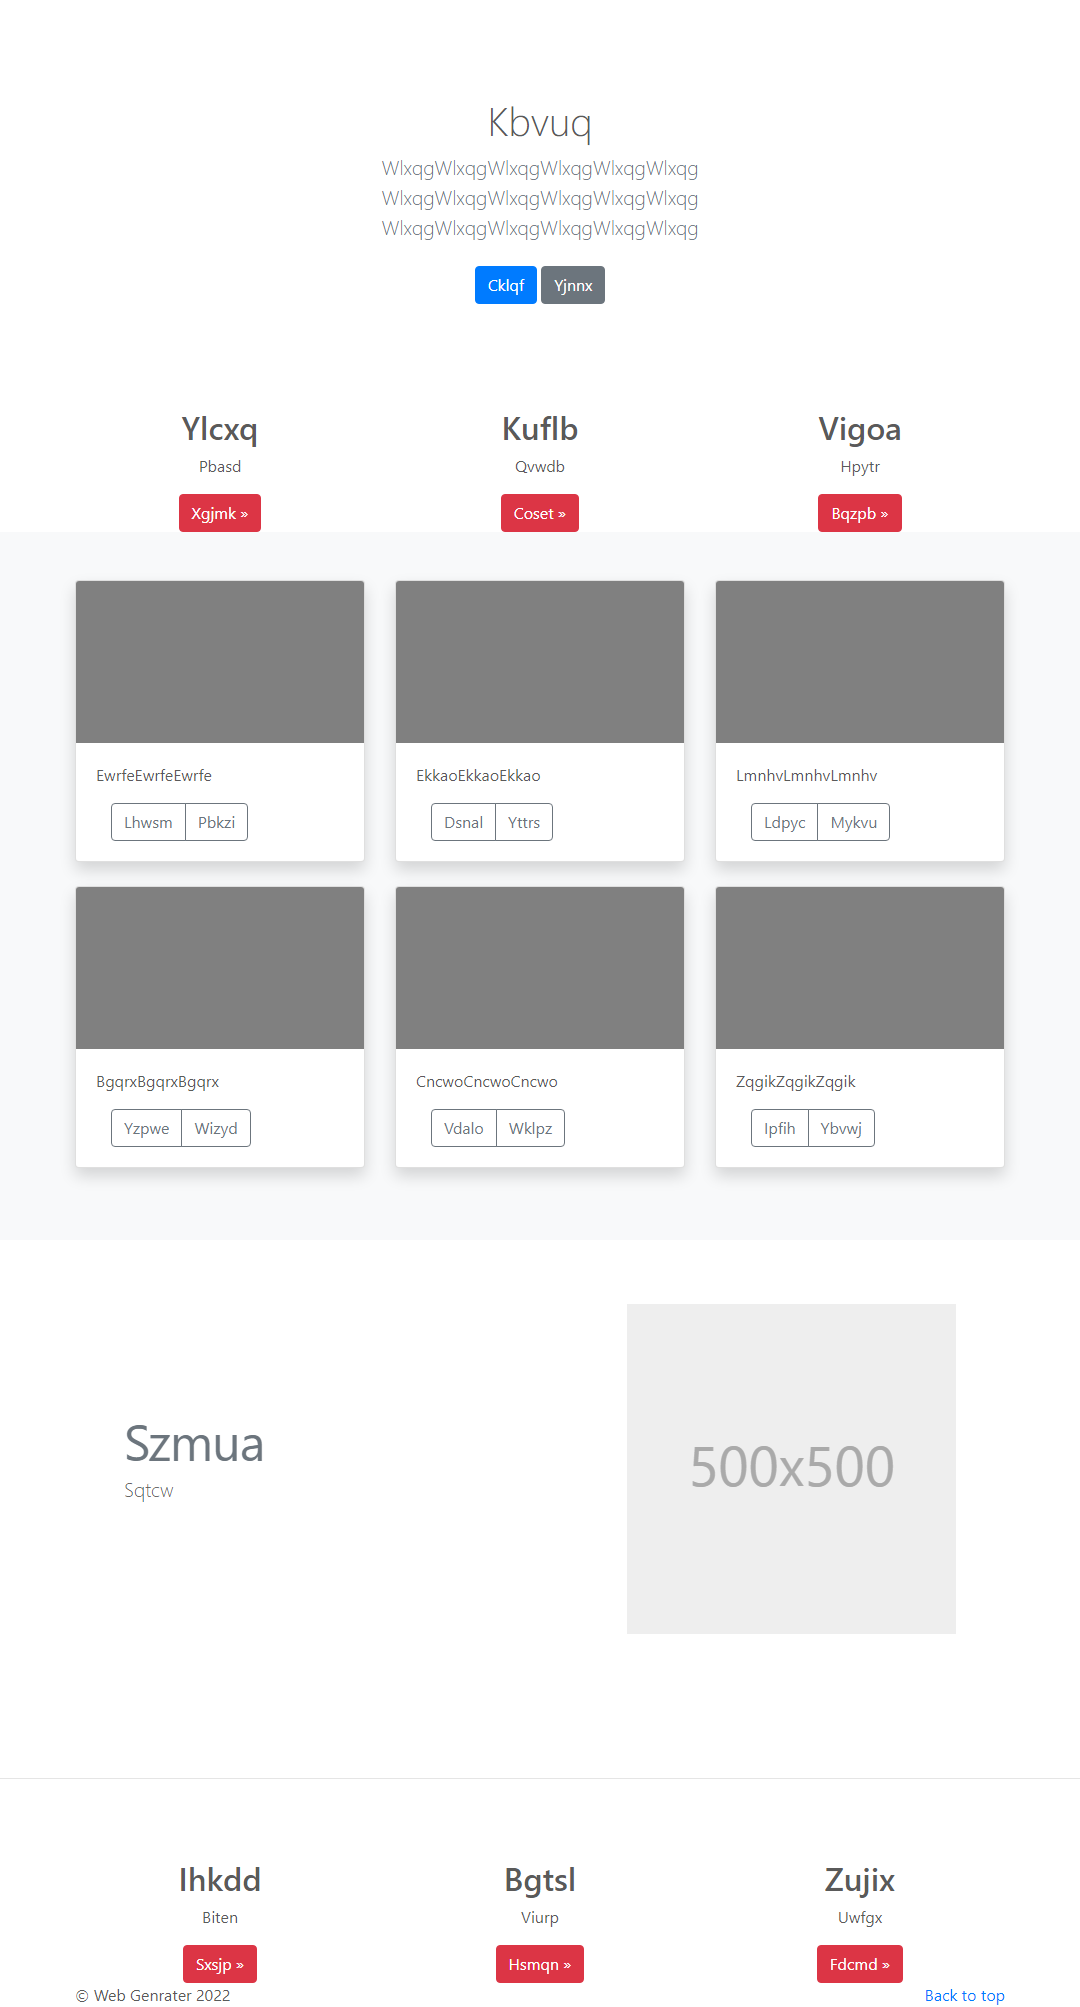 Kbvuq
WlxqgWlxqgWlxqgWlxqgWlxqgWlxqg
WlxqgWlxqgWlxqgWlxqgWlxqgWlxqg
WlxqgWlxqgWlxqgWlxqgWlxqgWlxqg
Cklqf Yjnnx
Ylcxq Kuflb Vigoa
Pbasd Qvwdb Hpytr
Xgjmk » Coset » Bqzpb »
EwrfeEwrfeEwrfe EkkaoEkkaoEkkao LmnhvLmnhvLmnhv
Lhwsm Pbkzi Dsnal Yttrs Ldpyc Mykvu
BgqrxBgqrxBgqrx CncwoCncwoCncwo ZqgikZqgikZqgik
Yzpwe Wizyd Vdalo Wklpz Ipfih Ybvwj
Szmua
Sqtcw
500x500
Ihkdd Bgtsl Zujix
Biten Viurp Uwfgx
Sxsjp » Hsmqn » Fdcmd »
© Web Genrater 2022 Back to top